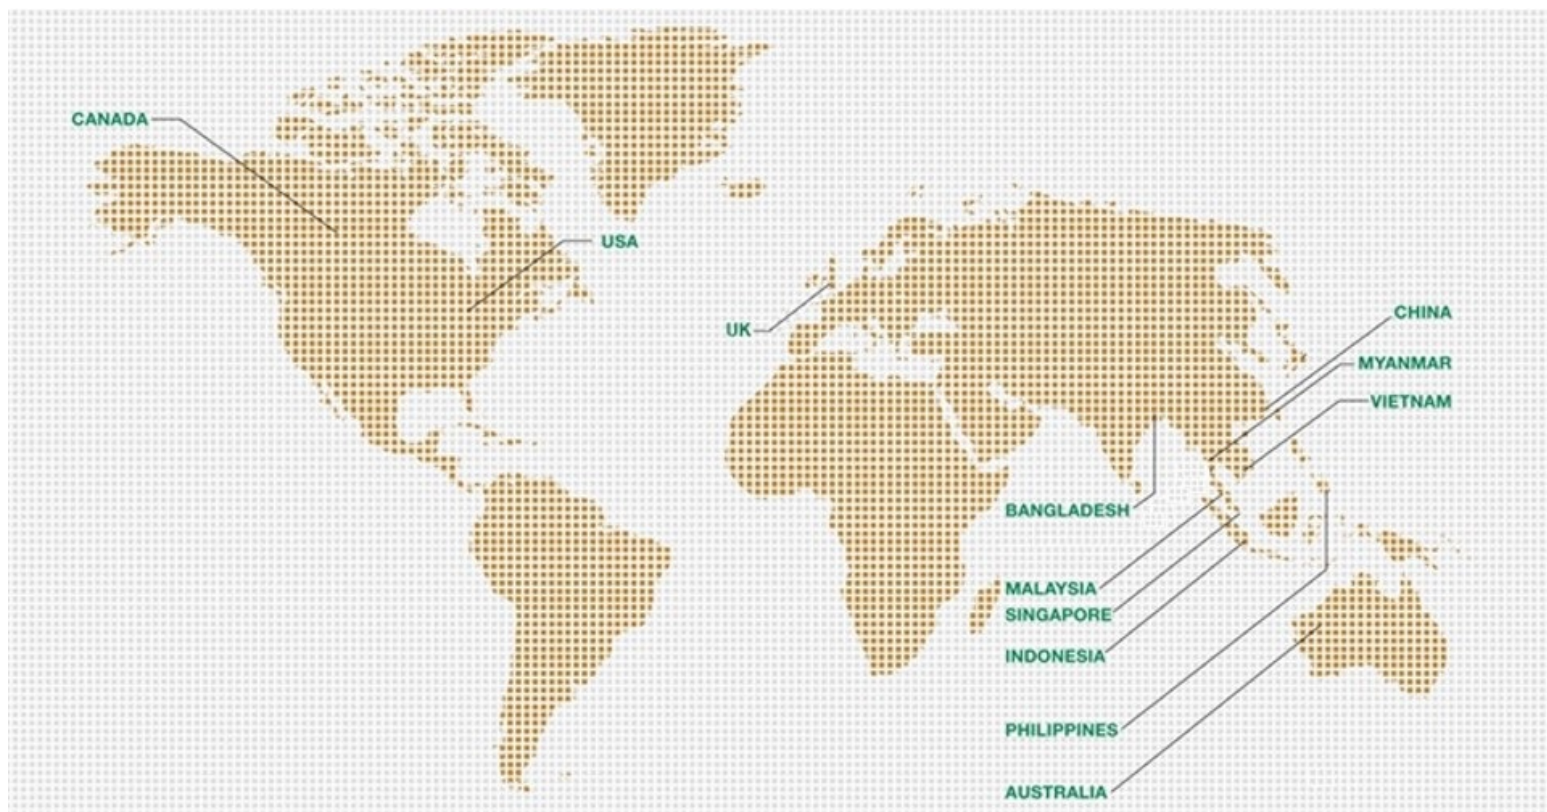 CANADA
USA
UK
CHINA
MYANMAR
VIETNAM
BANGLADESH
MALAYSIA
SINGAPORE
INDONESIA
PHILIPPINES
AUSTRALIA